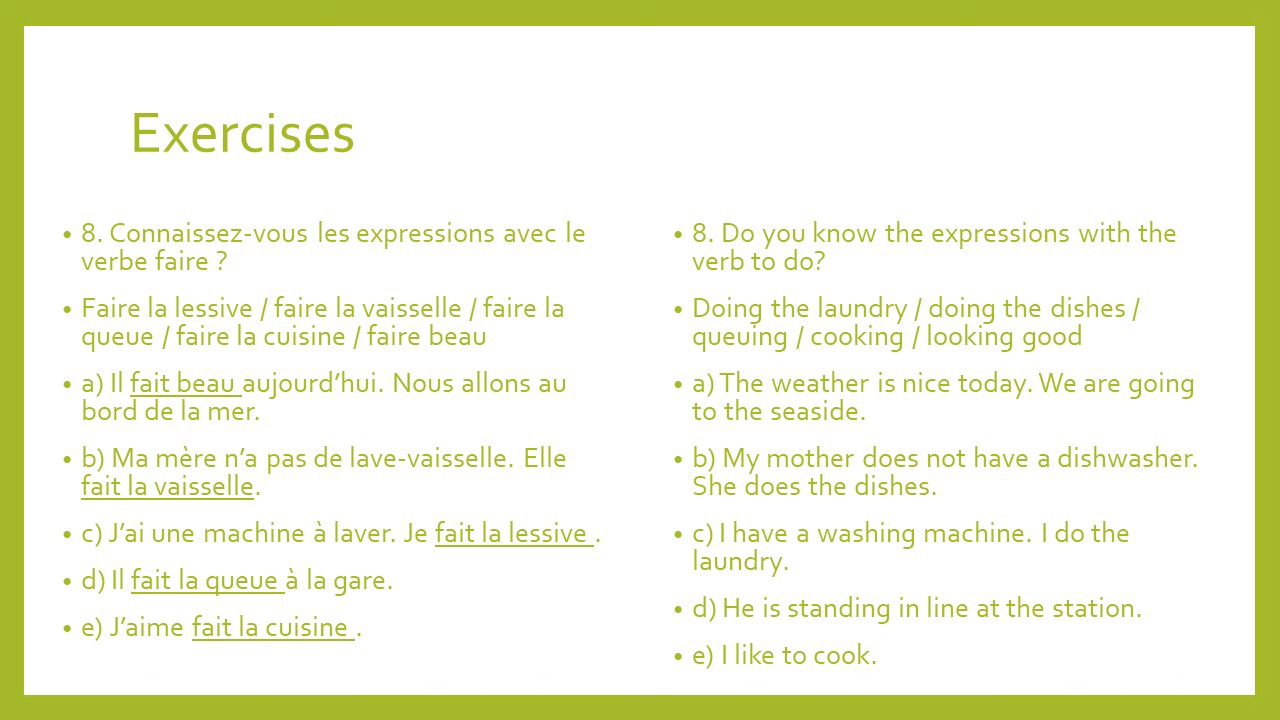 Exercises
• 8. Connaissez-vous les expressions avec le
verbe faire ?
• Faire la lessive / faire la vaisselle / faire la
queue / faire la cuisine / faire beau
• a) Il fait beau aujourd’hui. Nous allons au
bord de la mer.
• b) Ma mère n’a pas de lave-vaisselle. Elle
fait la vaisselle.
• c) J’ai une machine à laver. Je fait la lessive .
• d) Il fait la queue à la gare.
• e) J’aime fait la cuisine .
• 8. Do you know the expressions with the
verb to do?
• Doing the laundry / doing the dishes /
queuing / cooking / looking good
• a) The weather is nice today. We are going
to the seaside.
• b) My mother does not have a dishwasher.
She does the dishes.
• c) I have a washing machine. I do the
laundry.
• d) He is standing in line at the station.
• e) I like to cook.